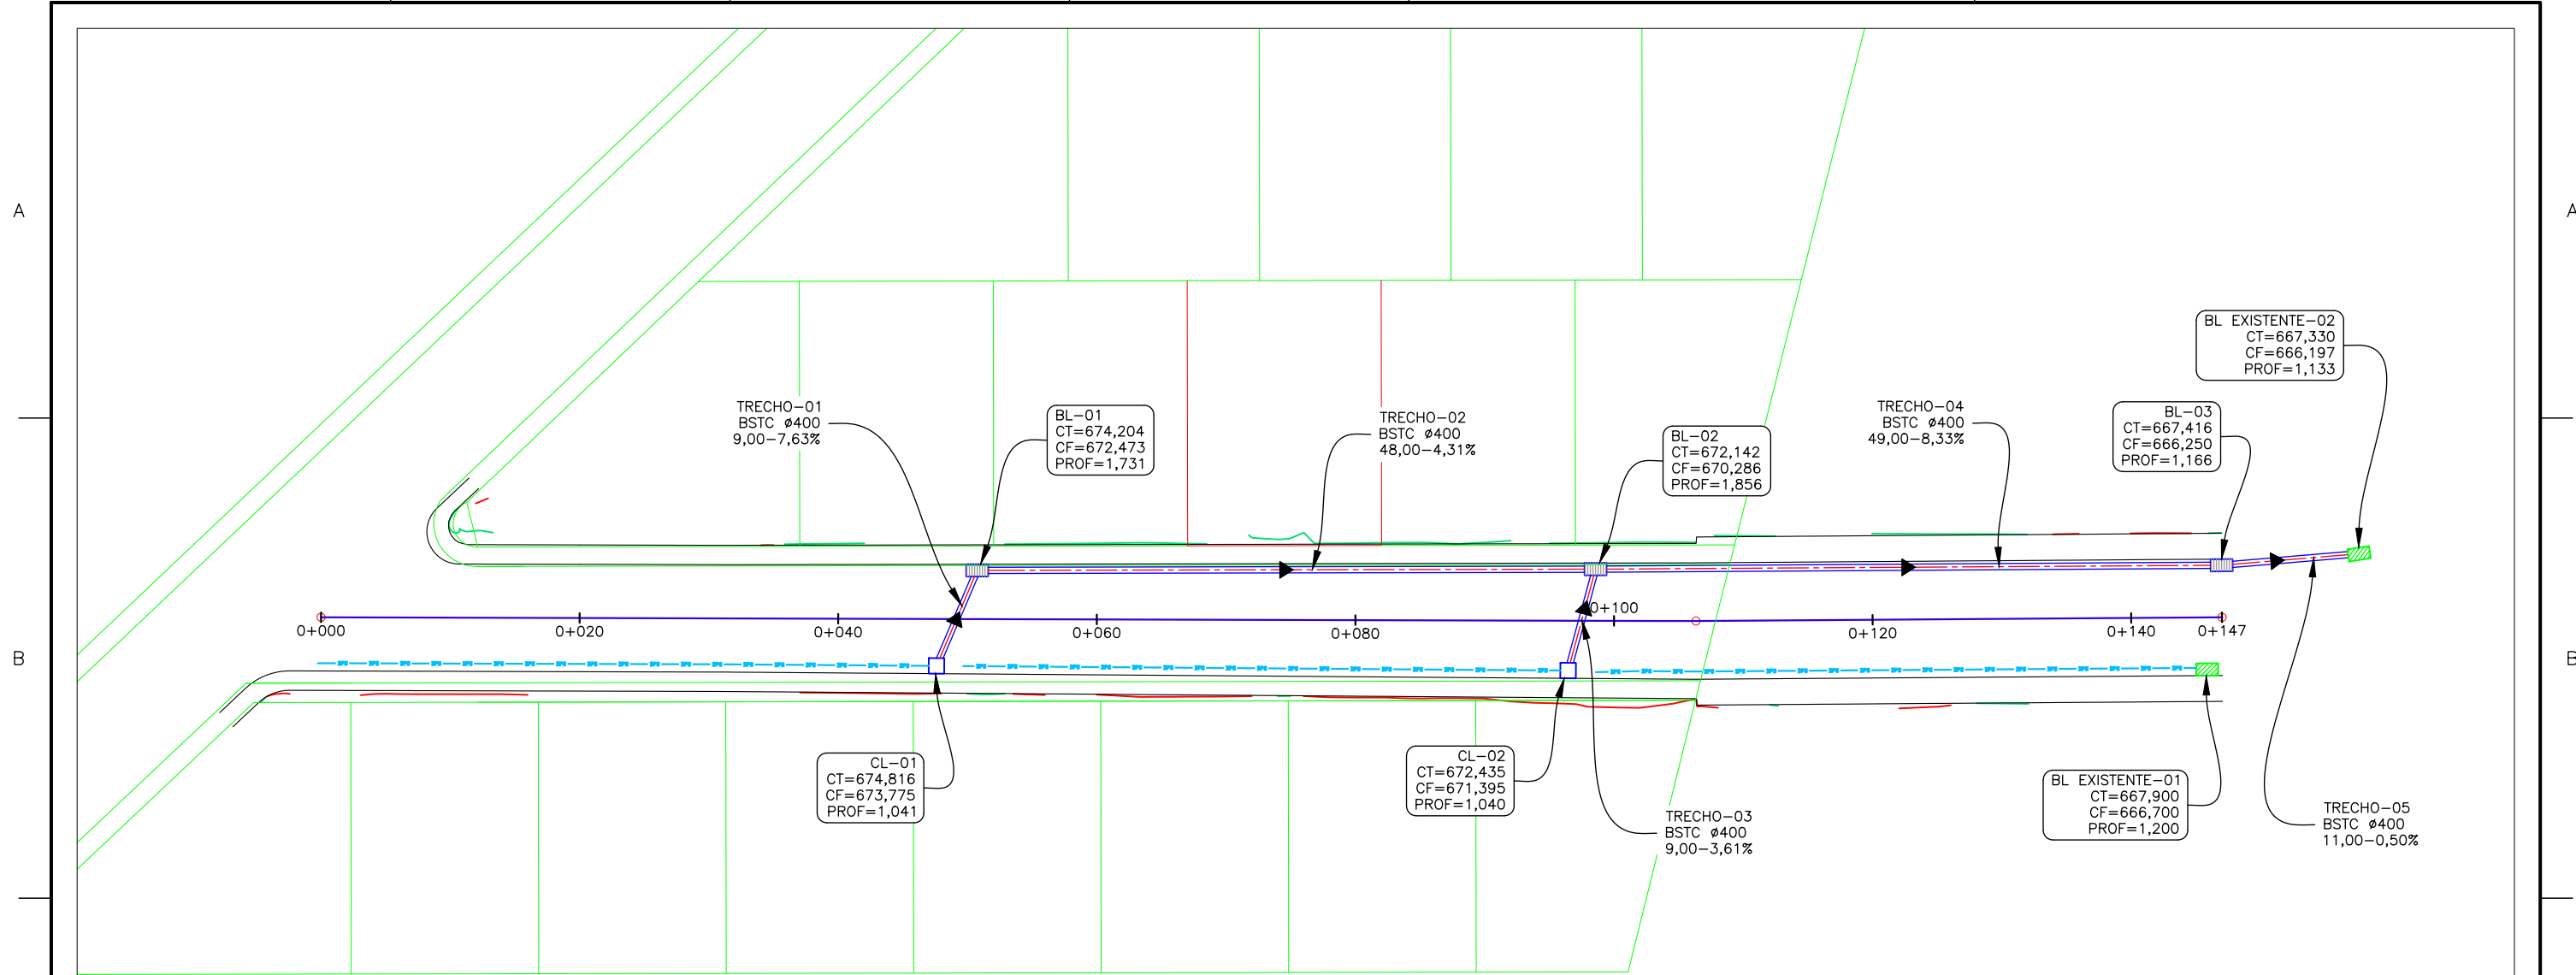 A
A
BL EXISTENTE-02
CT=667,330
CF=666,197
PROF=1,133
TRECHO-01
BSTC ø400
9,00-7,63%
BL-01
CT=674,204
CF=672,473
PROF=1,731
TRECHO-02
BSTC ø400
48,00-4,31%
BL-02
CT=672,142
CF=670,286
PROF=1,856
TRECHO-04
BSTC ø400
49,00-8,33%
BL-03
CT=667,416
CF=666,250
PROF=1,166
0+000
0+020
0+040
0+060
0+080
0+100
0+120
0+140
0+147
B
B
CL-01
CT=674,816
CF=673,775
PROF=1,041
CL-02
CT=672,435
CF=671,395
PROF=1,040
TRECHO-03
BSTC ø400
9,00-3,61%
BL EXISTENTE-01
CT=667,900
CF=666,700
PROF=1,200
TRECHO-05
BSTC ø400
11,00-0,50%